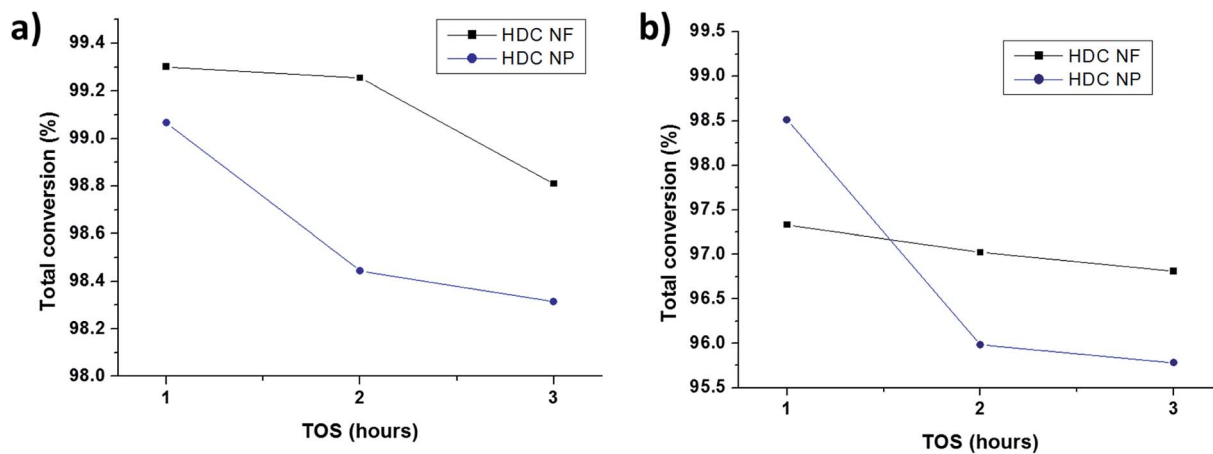 a)
Total conversion (%)
99.4
99.2
99.0
98.8
98.6
98.4
98.2
98.0
1
2
3
TOS (hours)
HDC NF
HDC NP
b)
Total conversion (%)
99.5
99.0
98.5
98.0
97.5
97.0
96.5
96.0
95.5
1
2
3
TOS (hours)
HDC NF
HDC NP